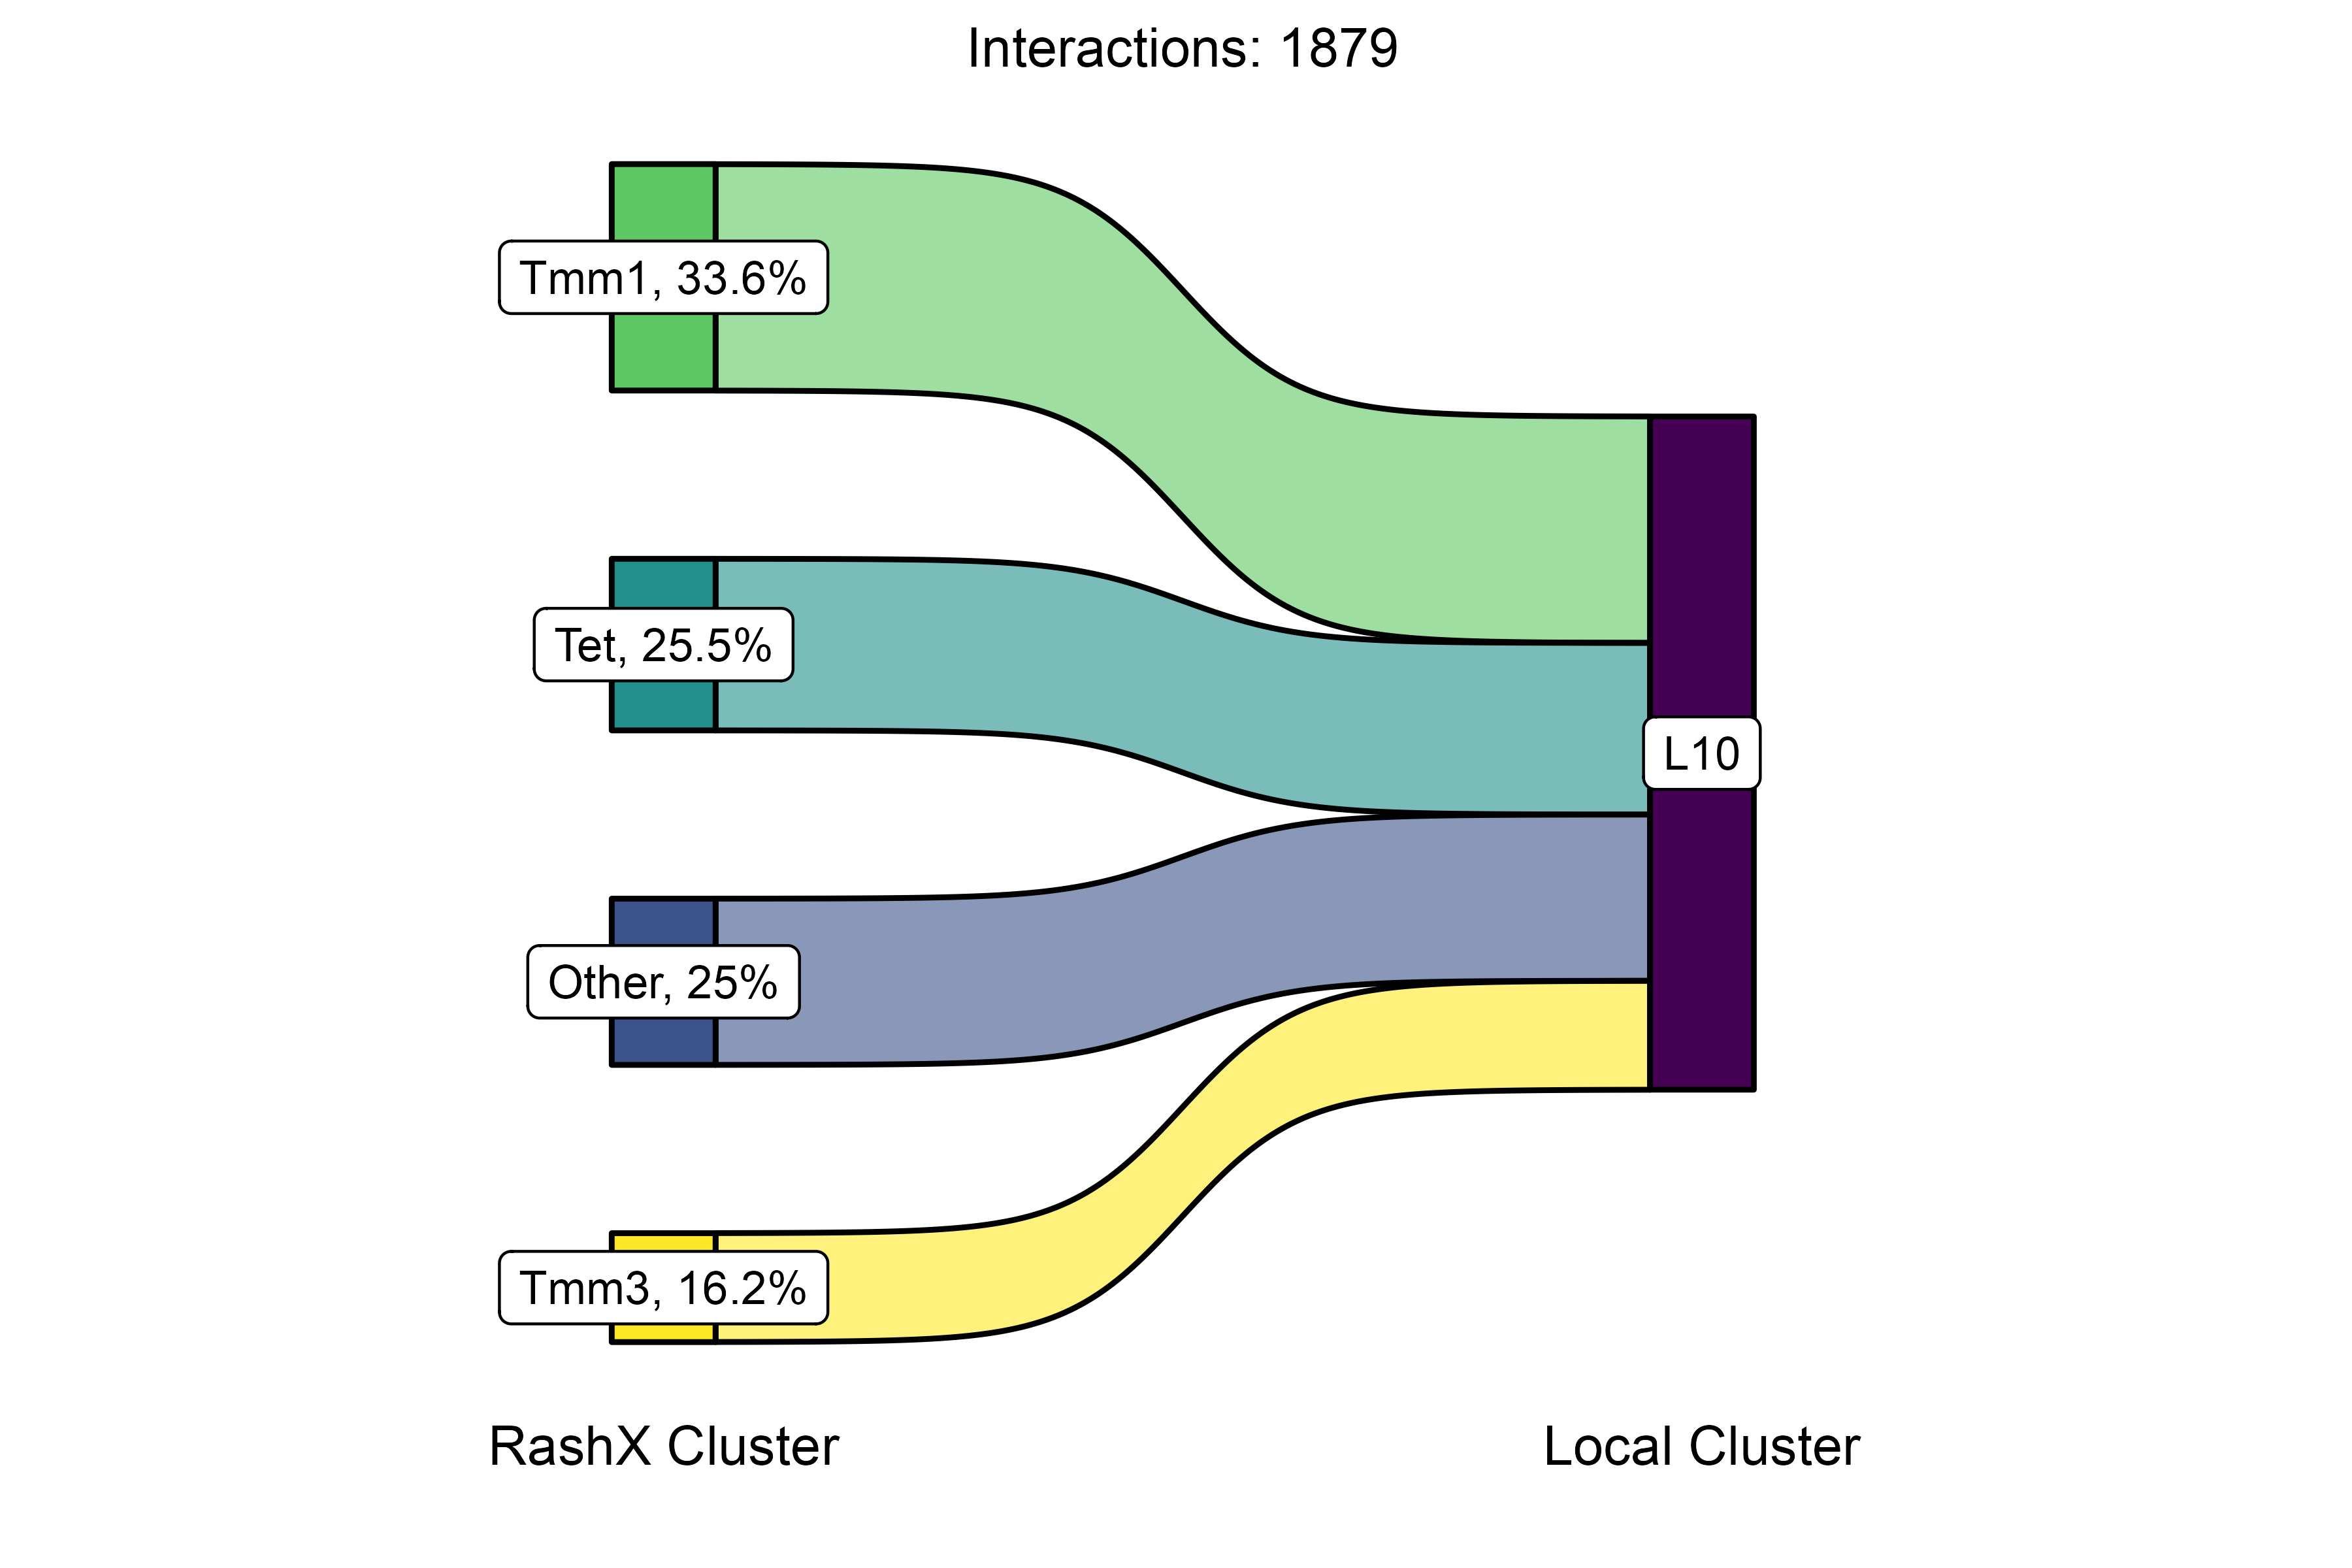 Interactions: 1879
Tmm1, 33.6%
Tet, 25.5%
L10
Other, 25%
Tmm3, 16.2%
RashX Cluster
Local Cluster